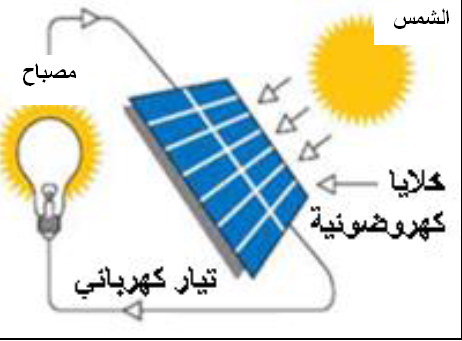 الشمس
مصباح
خلايا
كهروضوئية
تيار كهربائي